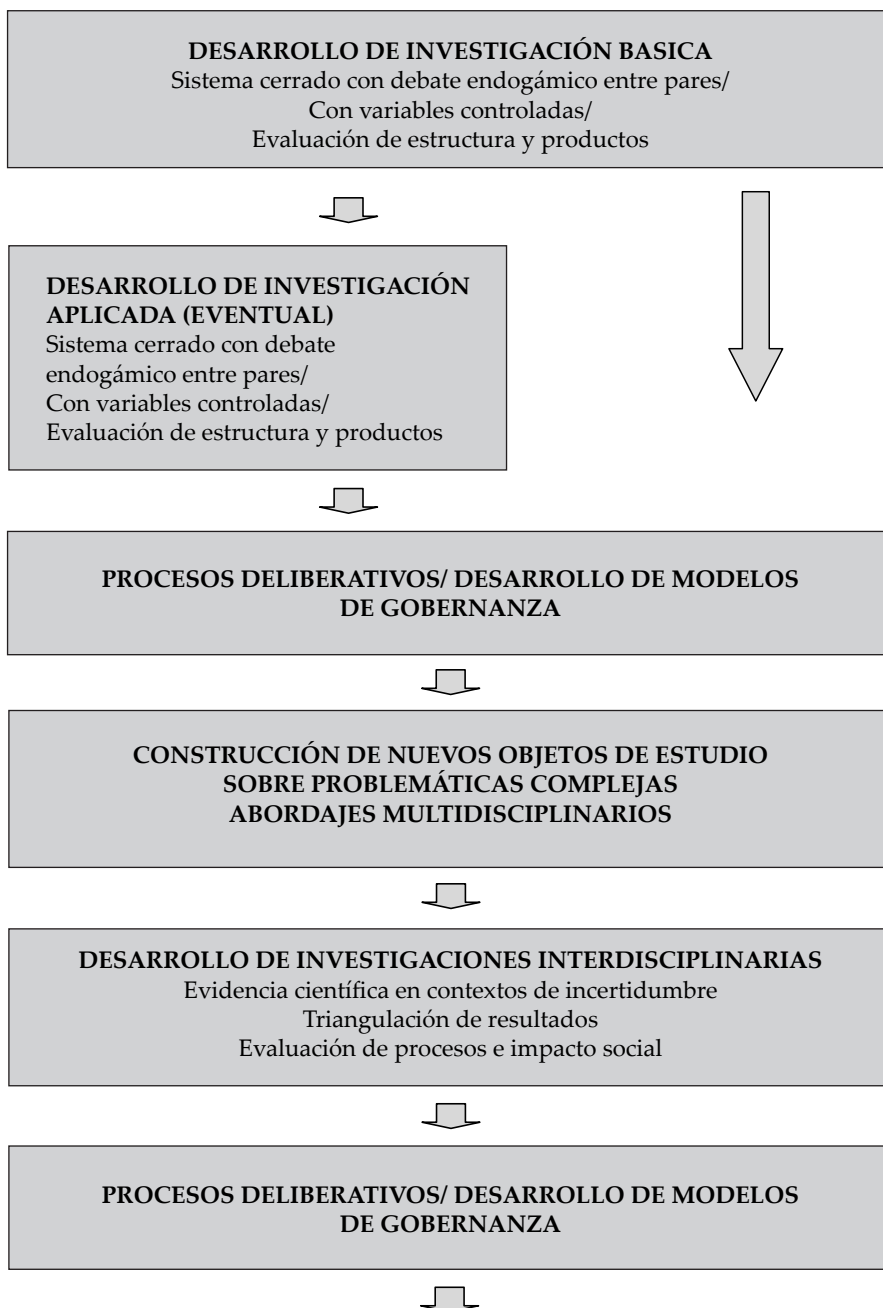 DESARROLLO DE INVESTIGACIÓN BASICA
Sistema cerrado con debate endogámico entre pares/
Con variables controladas/
Evaluación de estructura y productos
DESARROLLO DE INVESTIGACIÓN
APLICADA (EVENTUAL)
Sistema cerrado con debate
endogámico entre pares/
Con variables controladas/
Evaluación de estructura y productos
PROCESOS DELIBERATIVOS/ DESARROLLO DE MODELOS
DE GOBERNANZA
CONSTRUCCIÓN DE NUEVOS OBJETOS DE ESTUDIO
SOBRE PROBLEMÁTICAS COMPLEJAS
ABORDAJES MULTIDISCIPLINARIOS
DESARROLLO DE INVESTIGACIONES INTERDISCIPLINARIAS
Evidencia científica en contextos de incertidumbre
Triangulación de resultados
Evaluación de procesos e impacto social
PROCESOS DELIBERATIVOS/ DESARROLLO DE MODELOS
DE GOBERNANZA